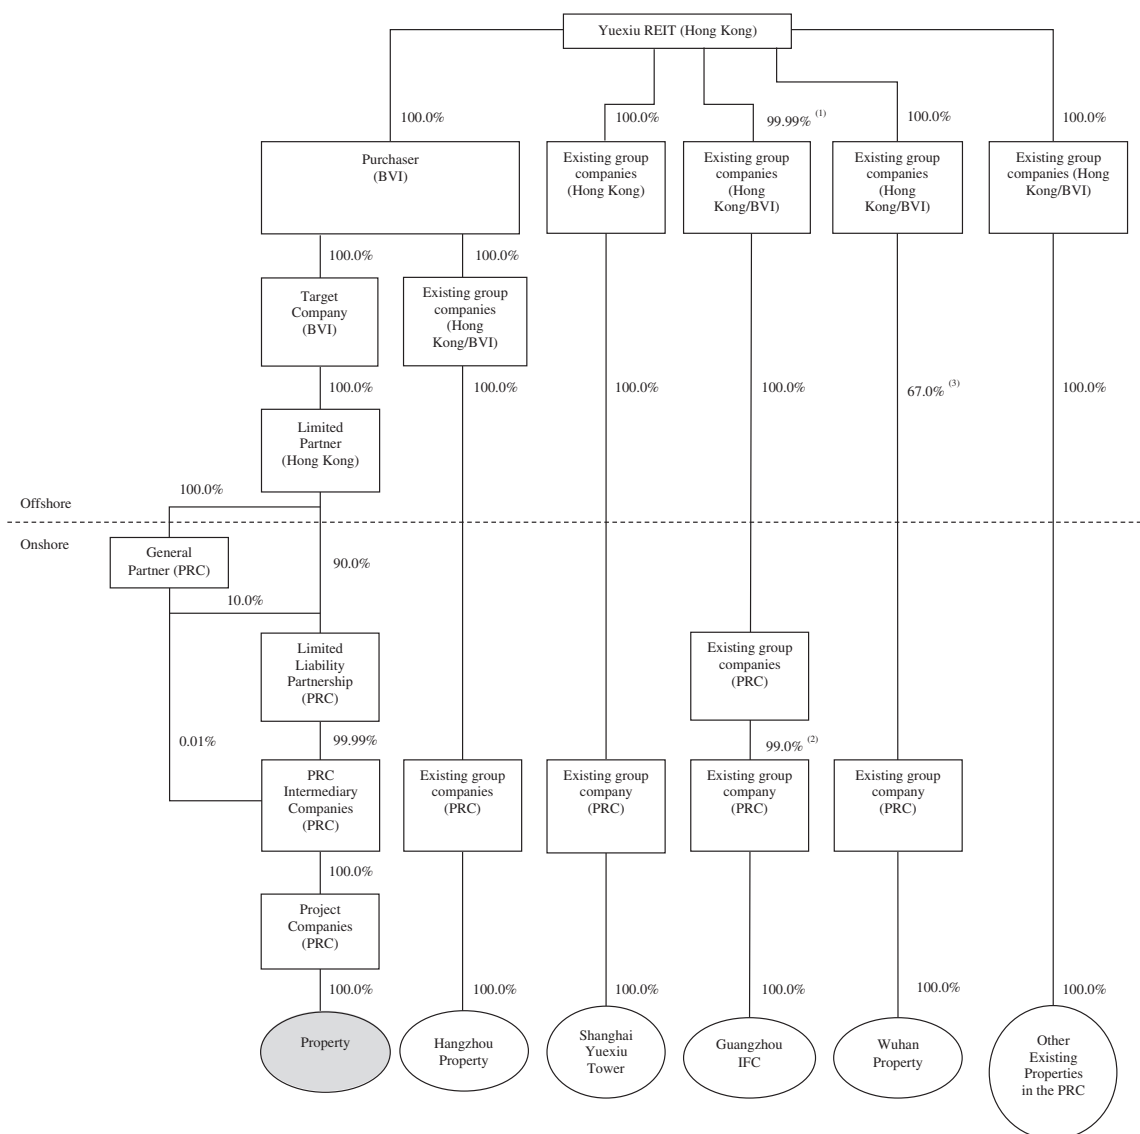 Yuexiu REIT (Hong Kong)
100.0%
100.0%
99.99% (1)
100.0%
100.0%
Purchaser
(BVI)
Existing group
companies
(Hong Kong)
Existing group
companies
(Hong
Kong/BVI)
Existing group
companies
(Hong
Kong/BVI)
Existing group
companies (Hong
Kong/BVI)
100.0%
100.0%
Target
Company
(BVI)
Existing group
companies
(Hong
Kong/BVI)
100.0%
100.0%
100.0%
100.0%
67.0% (3)
100.0%
Limited
Partner
(Hong Kong)
100.0%
Offshore
Onshore
General
Partner (PRC)
90.0%
10.0%
Limited
Liability
Partnership
(PRC)
Existing group
companies
(PRC)
0.01%
99.99%
99.0% (2)
PRC
Intermediary
Companies
(PRC)
Existing group
companies
(PRC)
Existing group
company
(PRC)
Existing group
company
(PRC)
Existing group
company
(PRC)
100.0%
Project
Companies
(PRC)
100.0%
100.0%
100.0%
100.0%
100.0%
100.0%
Property
Hangzhou
Property
Shanghai
Yuexiu
Tower
Guangzhou
IFC
Wuhan
Property
Other
Existing
Properties
in the PRC